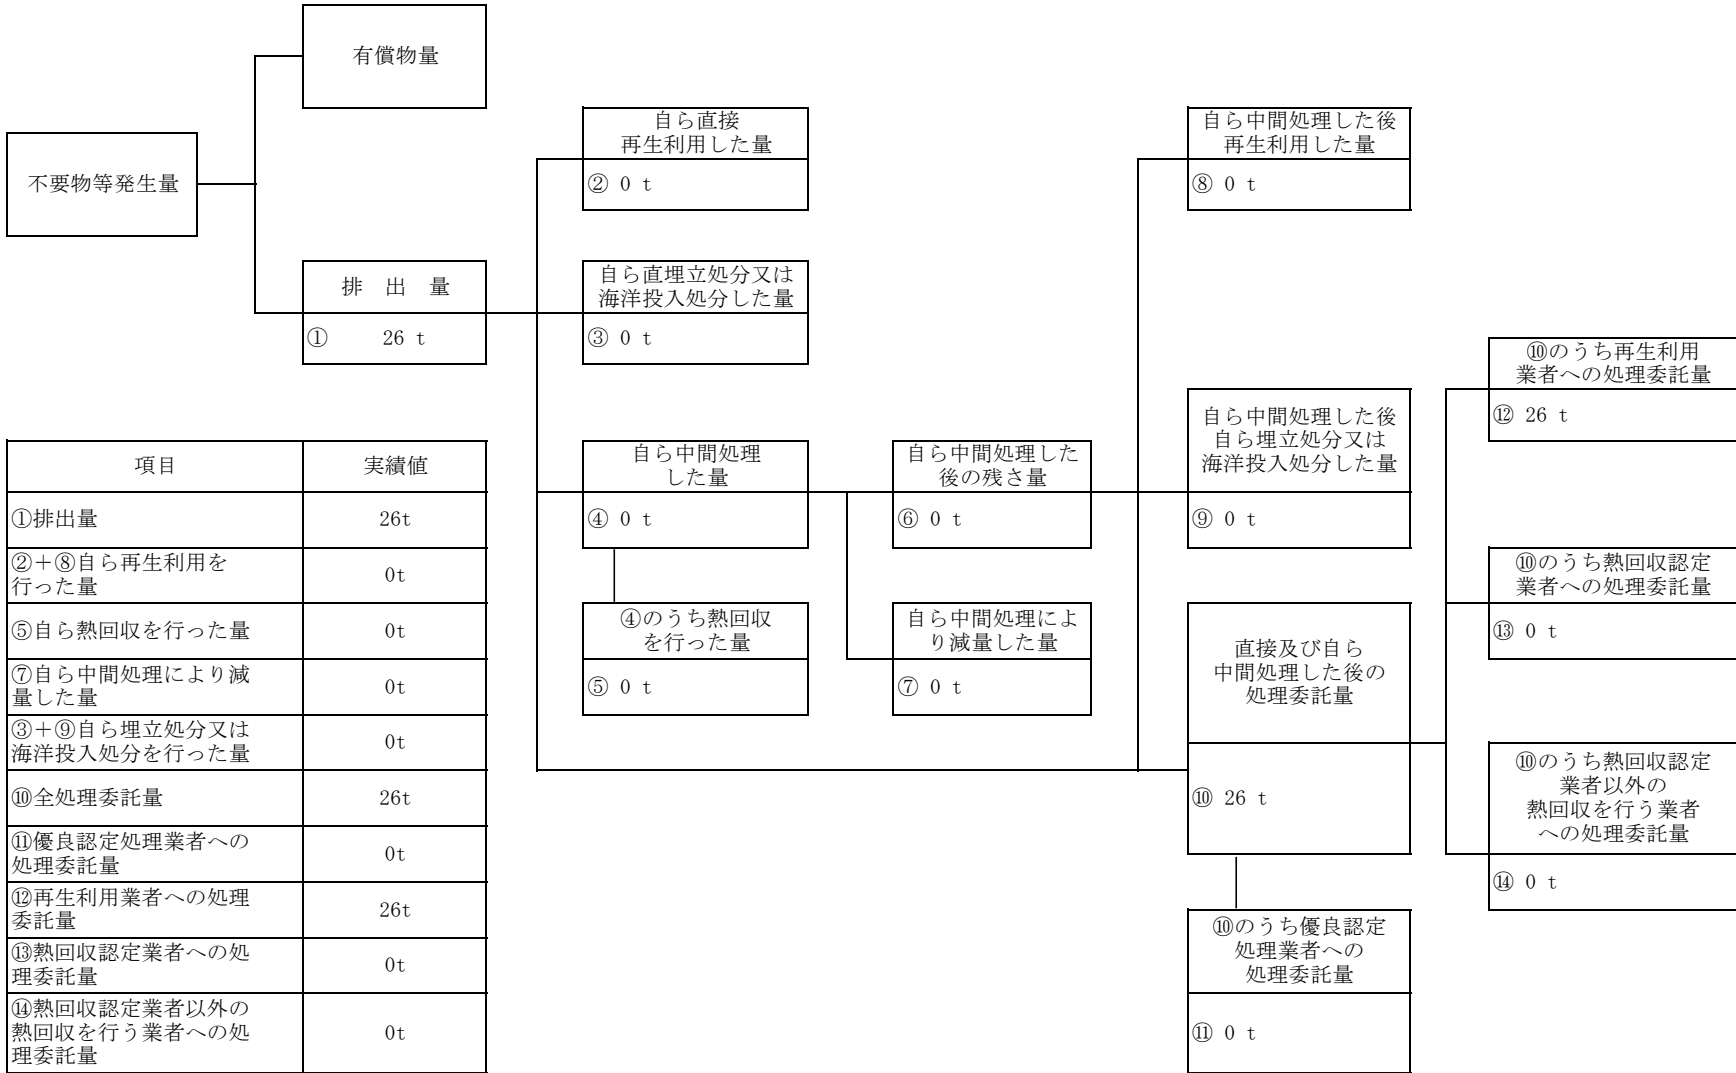 有償物量
不要物等発生量
排　出　量
①　26 t
自ら直接
再生利用した量
② 0 t
自ら直埋立処分又は
海洋投入処分した量
③ 0 t
自ら中間処理
した量
④ 0 t
④のうち熱回収
を行った量
⑤ 0 t
自ら中間処理した
後の残さ量
⑥ 0 t
自ら中間処理によ
り減量した量
⑦ 0 t
自ら中間処理した後
再生利用した量
⑧ 0 t
自ら中間処理した後
自ら埋立処分又は
海洋投入処分した量
⑨ 0 t
直接及び自ら
中間処理した後の
処理委託量
⑩ 26 t
⑩のうち優良認定
処理業者への
処理委託量
⑪ 0 t
⑩のうち再生利用
業者への処理委託量
⑫ 26 t
⑩のうち熱回収認定
業者への処理委託量
⑬ 0 t
⑩のうち熱回収認定
業者以外の
熱回収を行う業者
への処理委託量
⑭ 0 t
項目　実績値
①排出量　26t
②＋⑧自ら再生利用を
行った量　0t
⑤自ら熱回収を行った量　0t
⑦自ら中間処理により減
量した量　0t
③＋⑨自ら埋立処分又は
海洋投入処分を行った量　0t
⑩全処理委託量　26t
⑪優良認定処理業者への
処理委託量　0t
⑫再生利用業者への処理
委託量　26t
⑬熱回収認定業者への処
理委託量　0t
⑭熱回収認定業者以外の
熱回収を行う業者への処
理委託量　0t